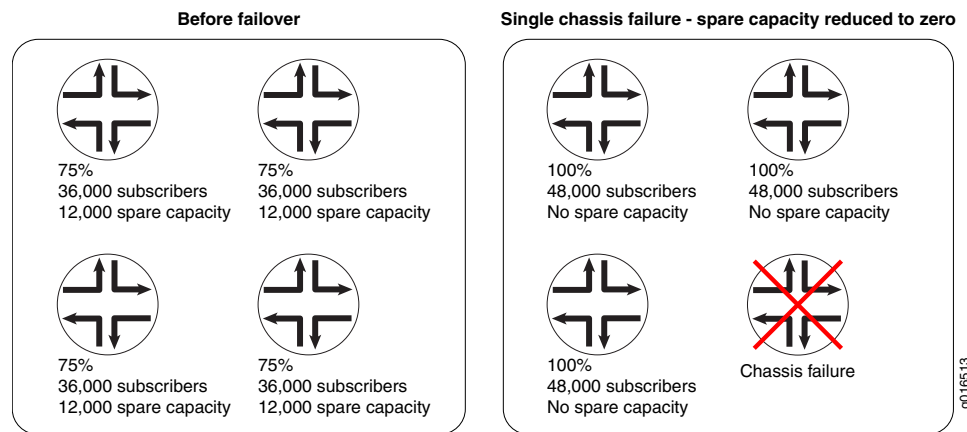 Before failover
Single chassis failure - spare capacity reduced to zero
75%
36,000 subscribers
12,000 spare capacity
75%
36,000 subscribers
12,000 spare capacity
75%
36,000 subscribers
12,000 spare capacity
75%
36,000 subscribers
12,000 spare capacity
100%
48,000 subscribers
No spare capacity
100%
48,000 subscribers
No spare capacity
100%
48,000 subscribers
No spare capacity
Chassis failure
g016513